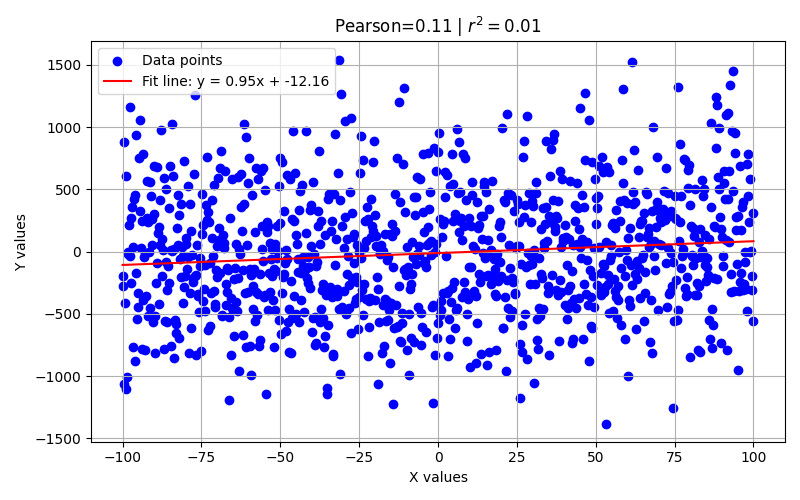 Pearson=0.11 | r² = 0.01
Data points
Fit line: y = 0.95x + -12.16
1500
1000
500
0
−500
−1000
−1500
Y values
−100 −75 −50 −25 0 25 50 75 100
X values